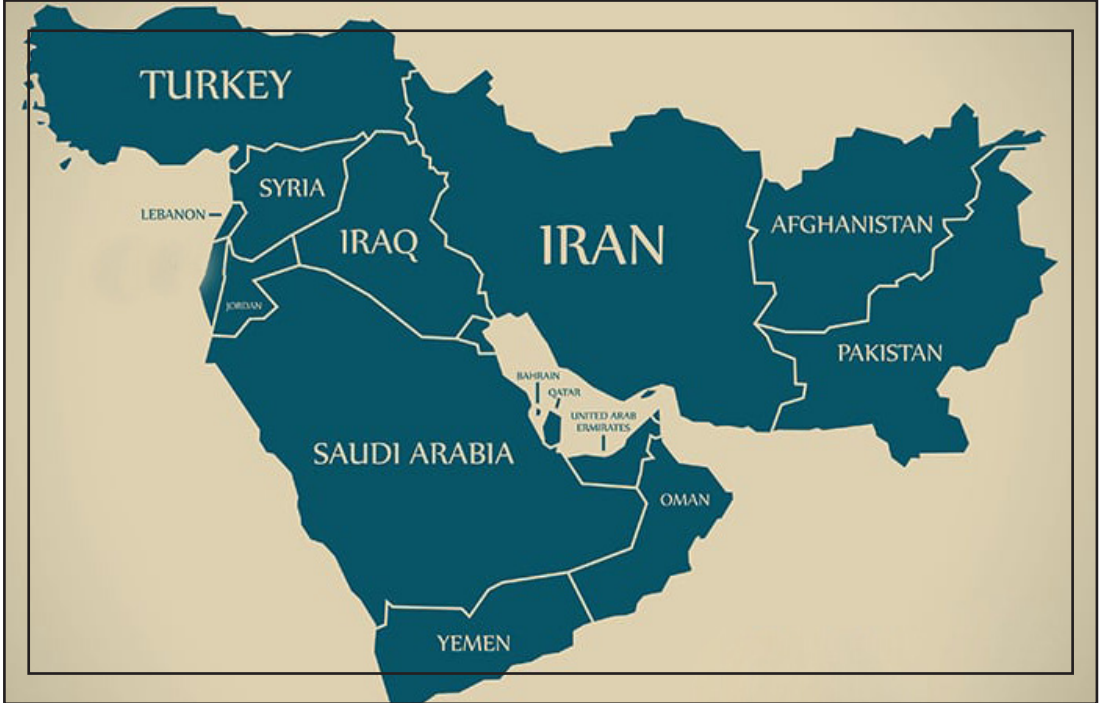 TURKEY
SYRIA
LEBANON
IRAQ
IRAN
AFGHANISTAN
JORDAN
PAKISTAN
BAHRAIN
QATAR
UNITED ARAB
ERMIRATES
SAUDI ARABIA
OMAN
YEMEN